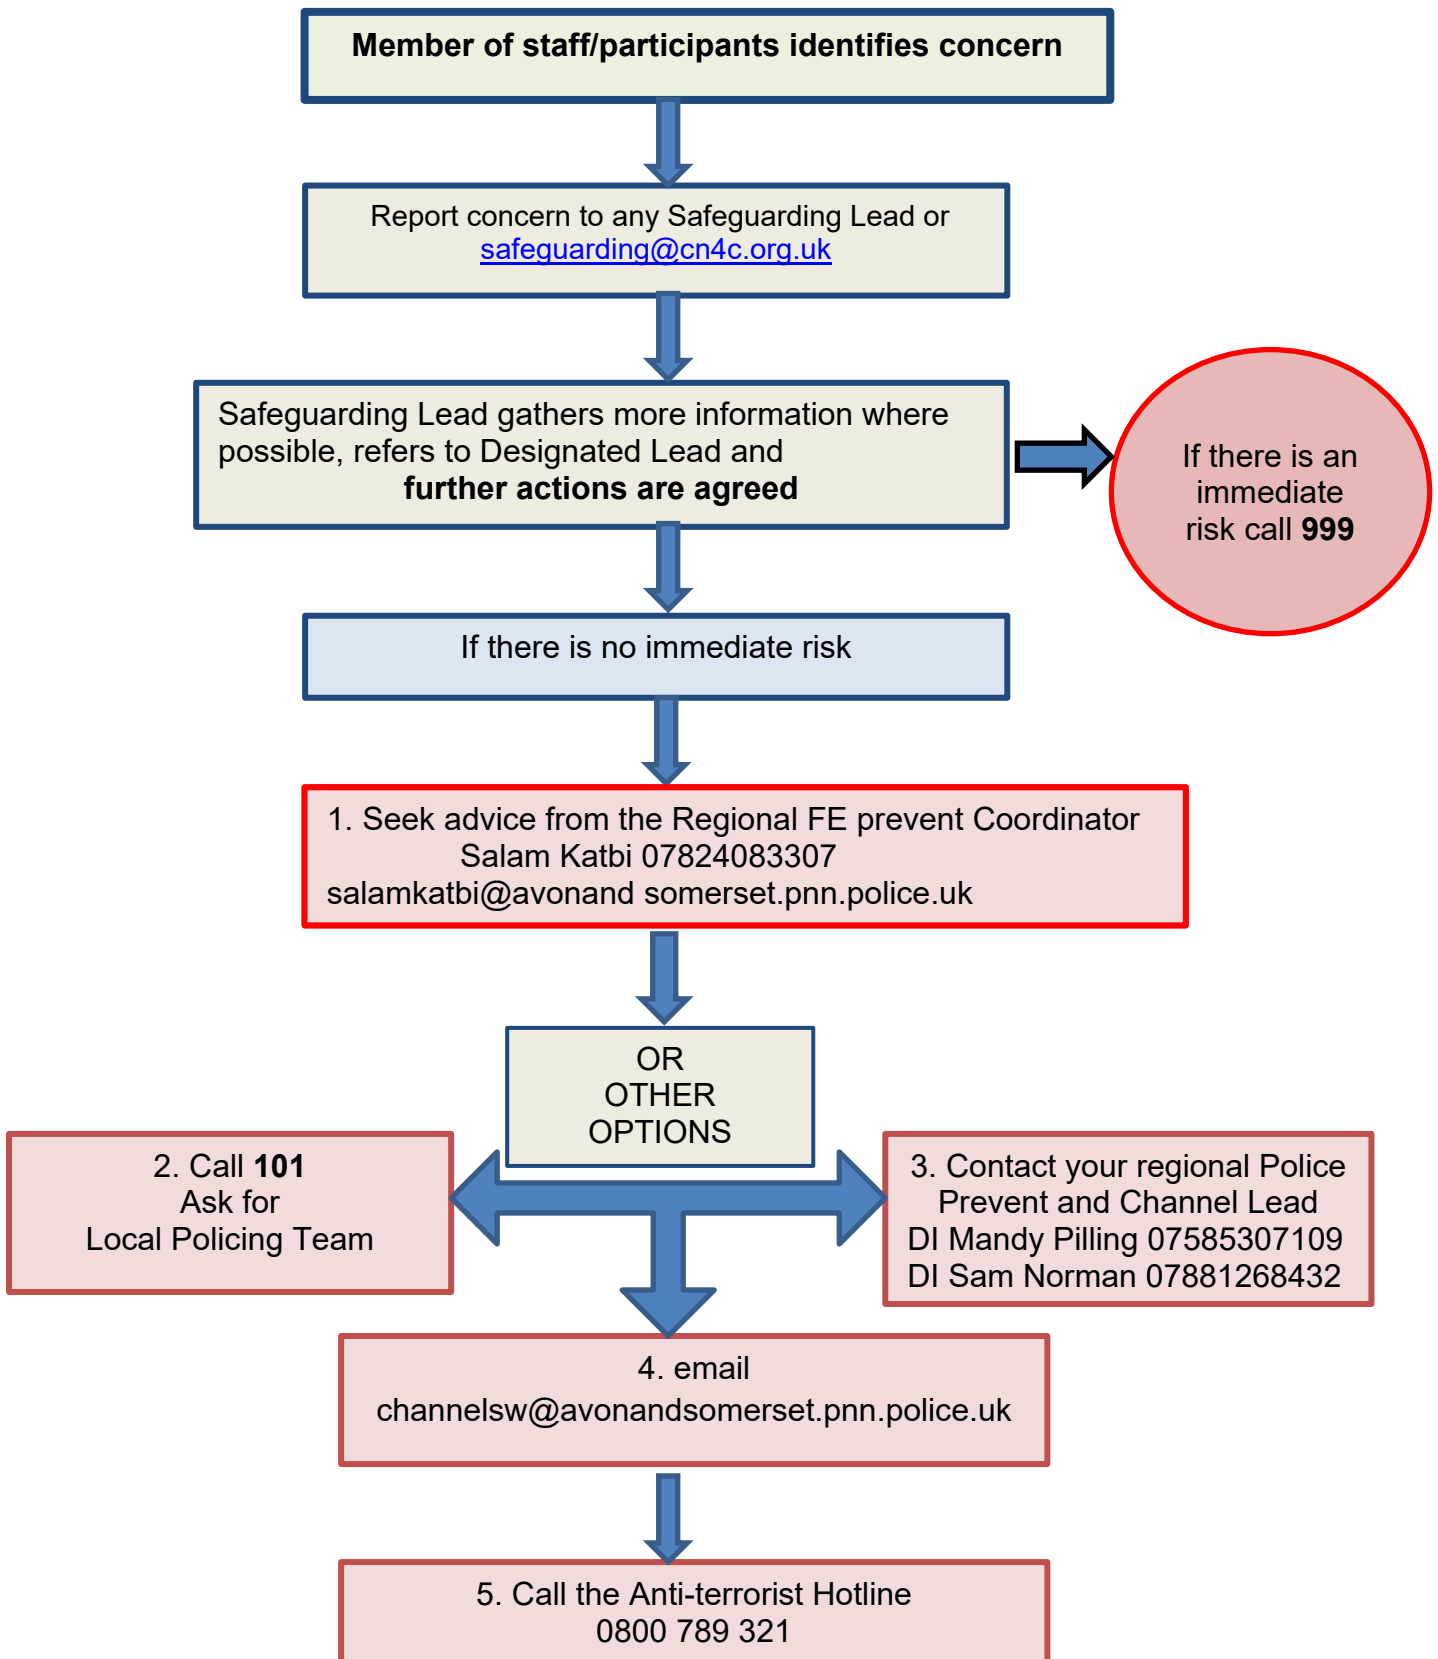 Member of staff/participants identifies concern
Report concern to any Safeguarding Lead or
safeguarding@cn4c.org.uk
Safeguarding Lead gathers more information where
possible, refers to Designated Lead and
further actions are agreed
If there is an
immediate
risk call 999
If there is no immediate risk
1. Seek advice from the Regional FE prevent Coordinator
Salam Katbi 07824083307
salamkatbi@avonand somerset.pnn.police.uk
OR
OTHER
OPTIONS
2. Call 101
Ask for
Local Policing Team
3. Contact your regional Police
Prevent and Channel Lead
DI Mandy Pilling 07585307109
DI Sam Norman 07881268432
4. email
channelsw@avonandsomerset.pnn.police.uk
5. Call the Anti-terrorist Hotline
0800 789 321